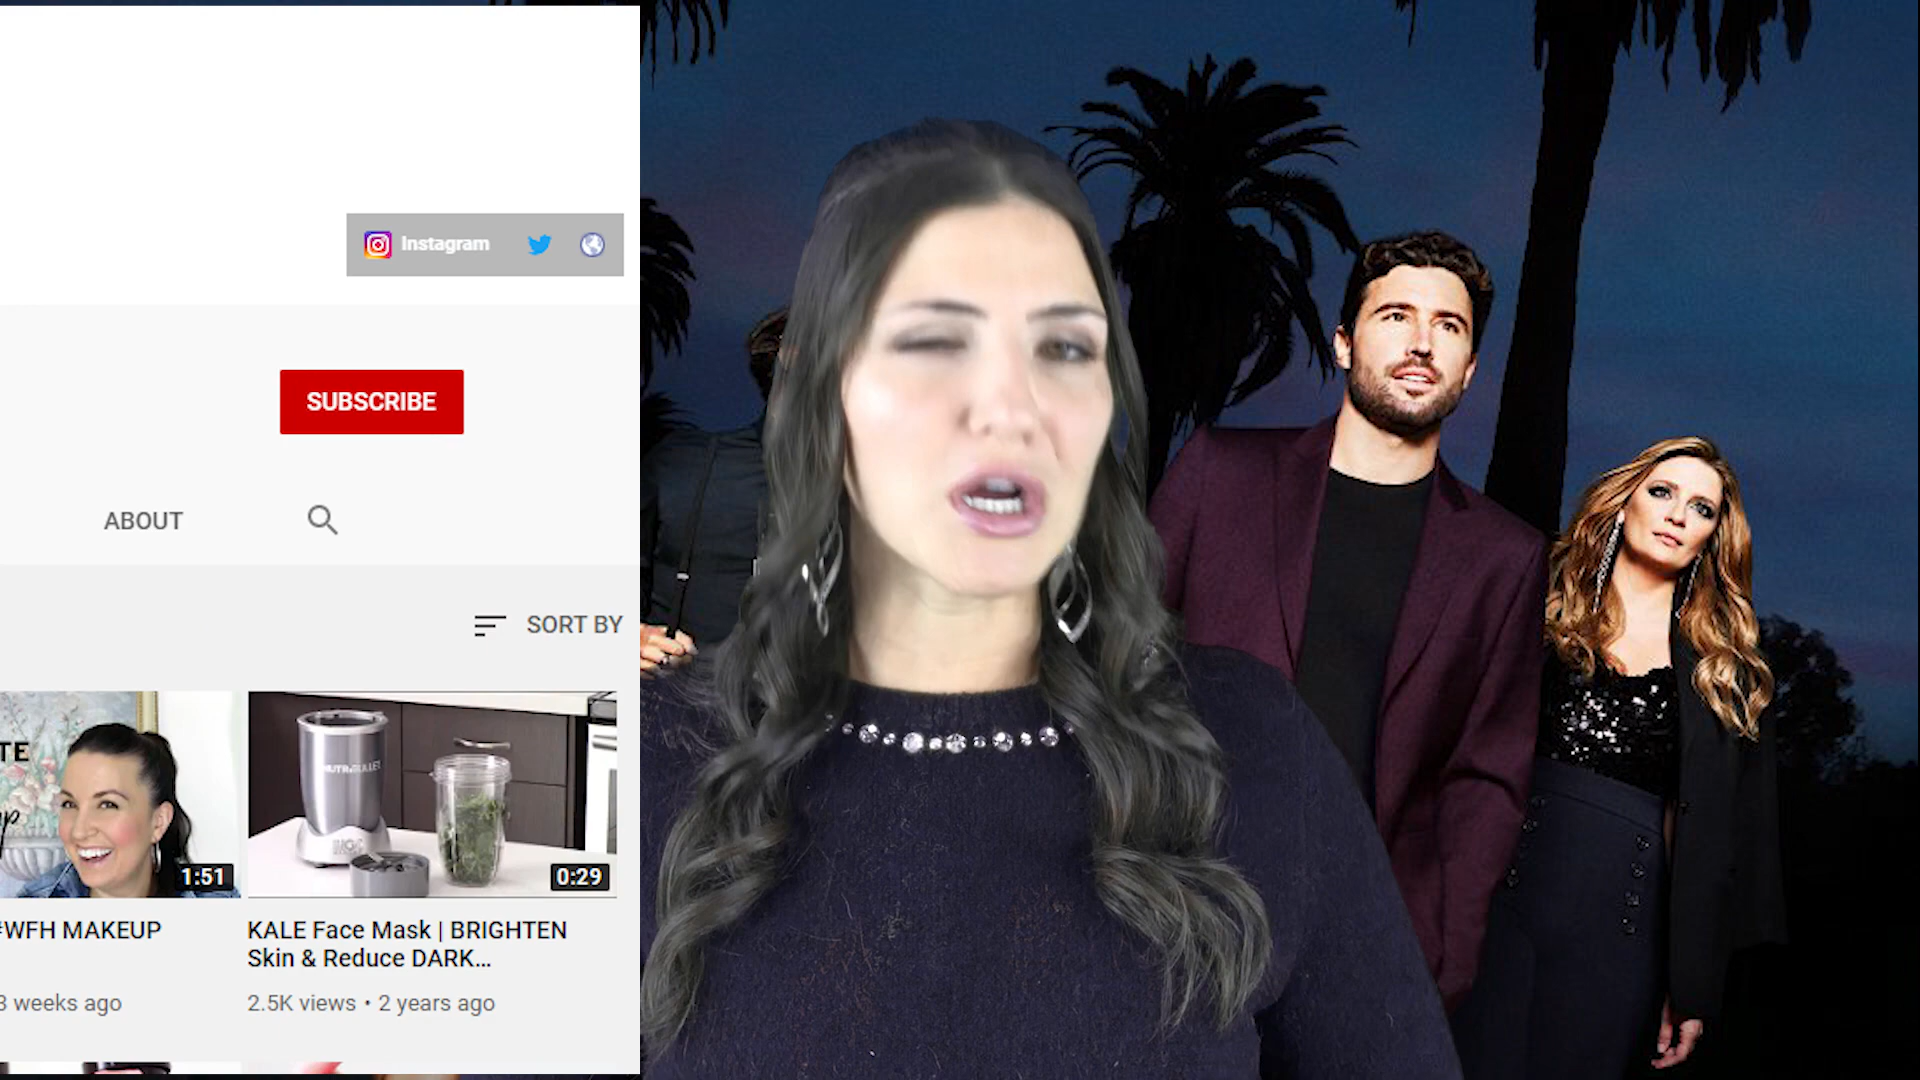 Instagram
SUBSCRIBE
ABOUT
SORT BY
TE
1:51
0:29
#WFH MAKEUP
KALE Face Mask | BRIGHTEN
Skin & Reduce DARK...
3 weeks ago
2.5K views • 2 years ago